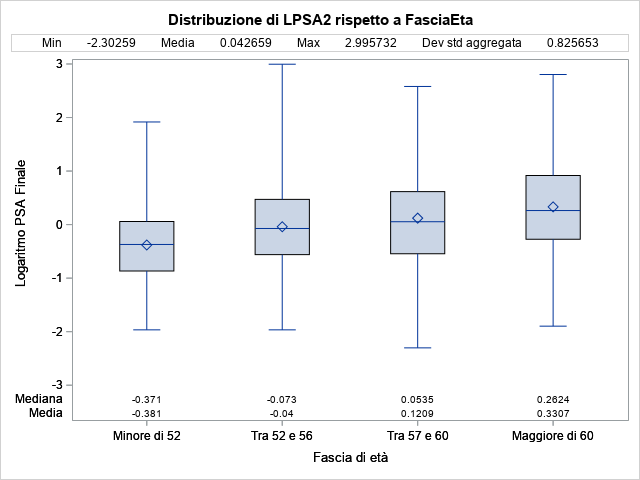 Distribuzione di LPSA2 rispetto a FasciaEta
Min -2.30259 Media 0.042659 Max 2.995732 Dev std aggregata 0.825653
3
2
1
0
-1
-2
-3
Logaritmo PSA Finale
Mediana -0.371 -0.073 0.0535 0.2624
Media -0.381 -0.04 0.1209 0.3307
Minore di 52 Tra 52 e 56 Tra 57 e 60 Maggiore di 60
Fascia di età